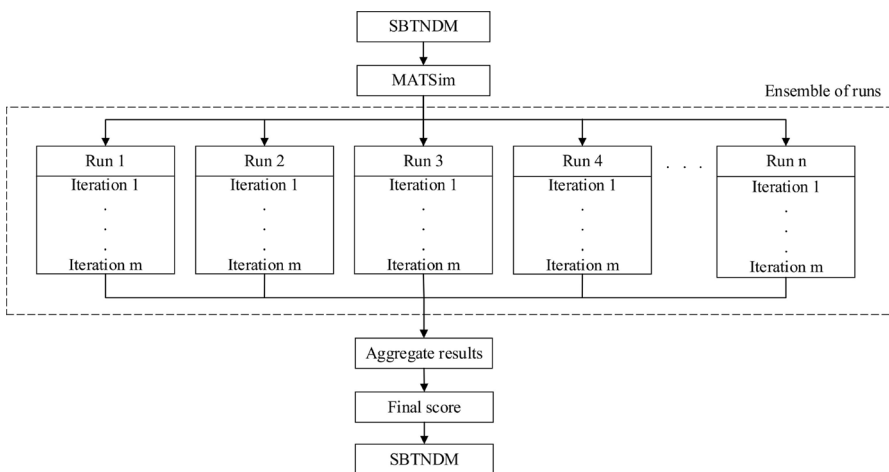 SBTNDM
MATSim
Ensemble of runs
Run 1 Run 2 Run 3 Run 4 . . . Run n
Iteration 1 Iteration 1 Iteration 1 Iteration 1 Iteration 1
. . . . .
. . . . .
. . . . .
Iteration m Iteration m Iteration m Iteration m Iteration m
Aggregate results
Final score
SBTNDM